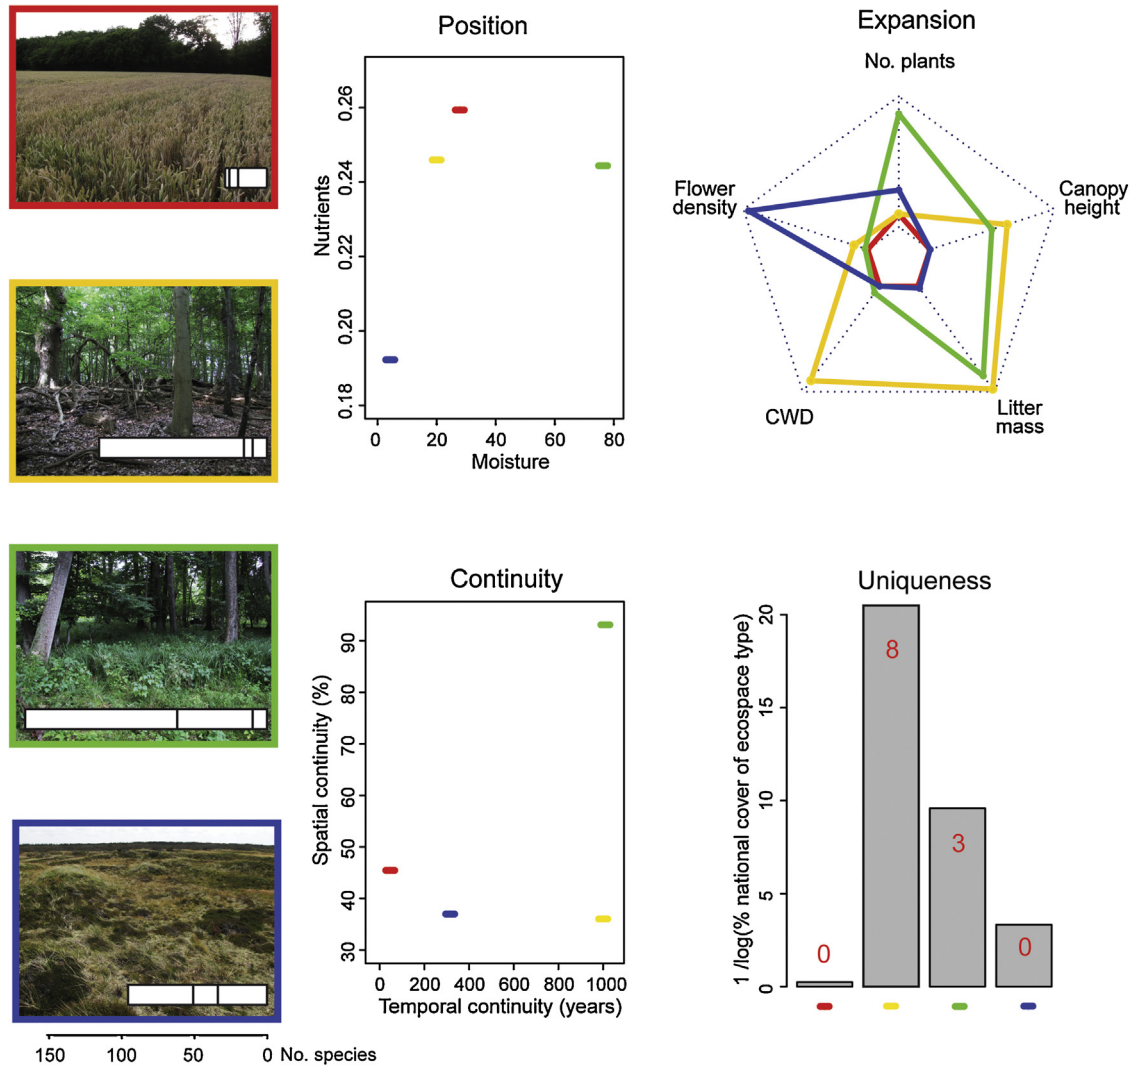 Position
0.18 0.20 0.22 0.24 0.26
Nutrients
0 20 40 60 80
Moisture
Expansion
No. plants
Flower
density
Canopy
height
CWD
Litter
mass
Continuity
30 40 50 60 70 80 90
Spatial continuity (%)
0 200 400 600 800 1000
Temporal continuity (years)
Uniqueness
0 5 10 15 20
1 /log(% national cover of ecospace type)
0 8 3 0
150 100 50 0 No. species